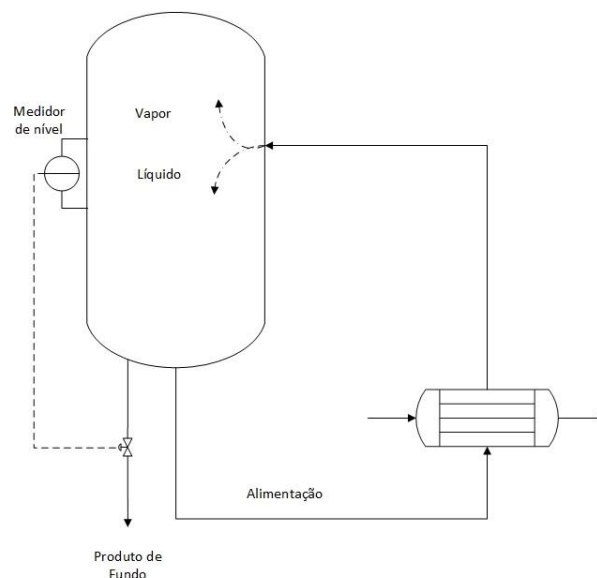 Medidor
de nível
Vapor
Líquido
Alimentação
Produto de
Fundo